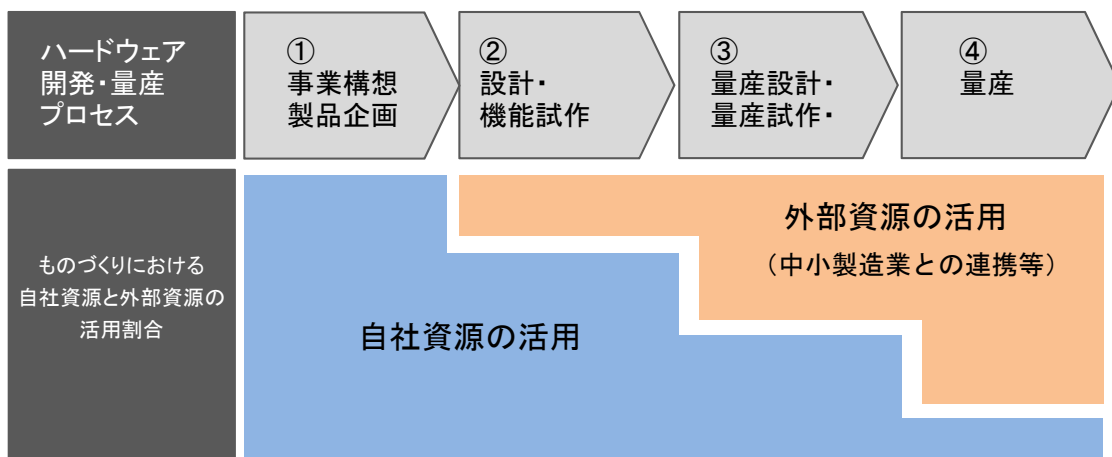 ハードウェア
開発・量産
プロセス
①
事業構想
製品企画
②
設計・
機能試作
③
量産設計・
量産試作・
④
量産
ものづくりにおける
自社資源と外部資源の
活用割合
外部資源の活用
（中小製造業との連携等）
自社資源の活用